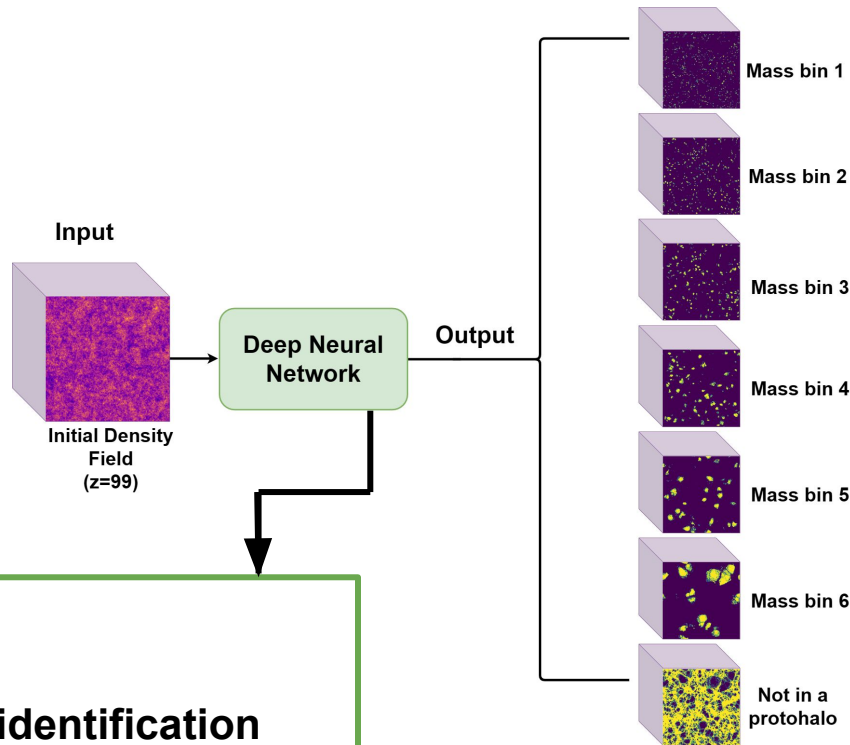 Input
Initial Density
Field
(z=99)
Deep Neural
Network
Output
Mass bin 1
Mass bin 2
Mass bin 3
Mass bin 4
Mass bin 5
Mass bin 6
Not in a
protohalo
identification